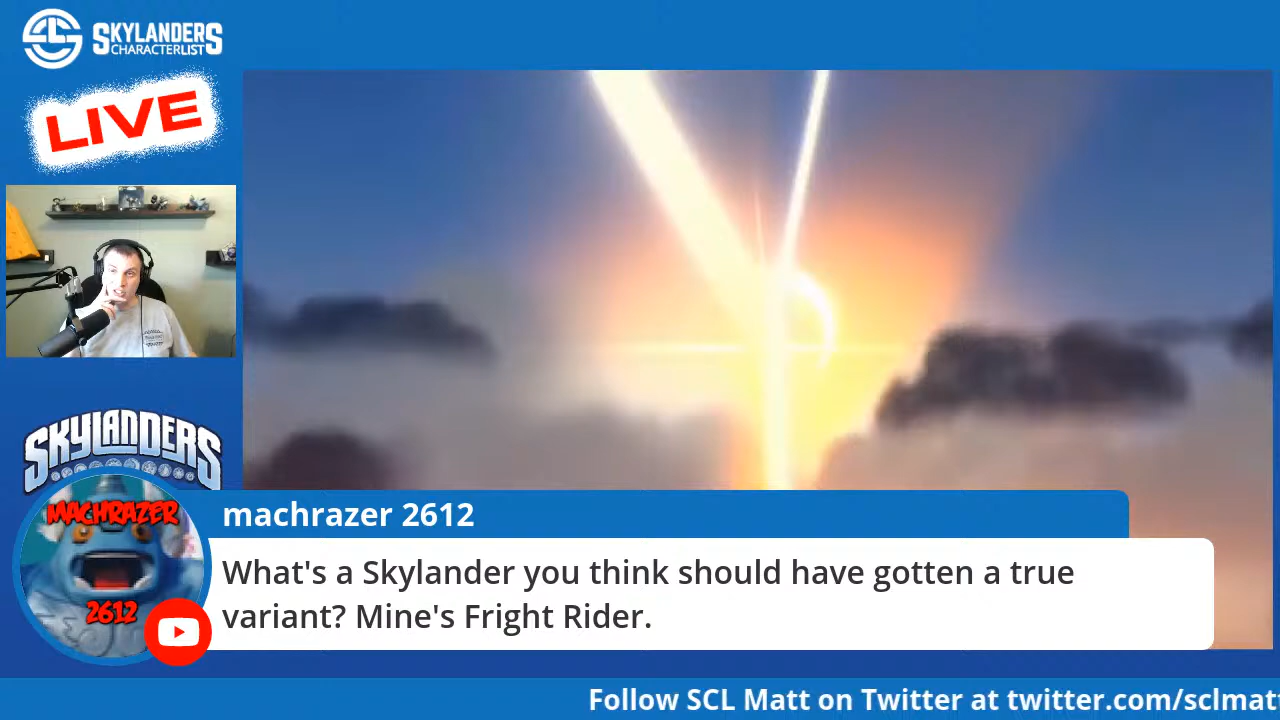 SKYLANDERS
CHARACTERLIST
LIVE
SKYLANDERS
MACHRAZER
2612
machrazer 2612
What's a Skylander you think should have gotten a true
variant? Mine's Fright Rider.
Follow SCL Matt on Twitter at twitter.com/sclmat